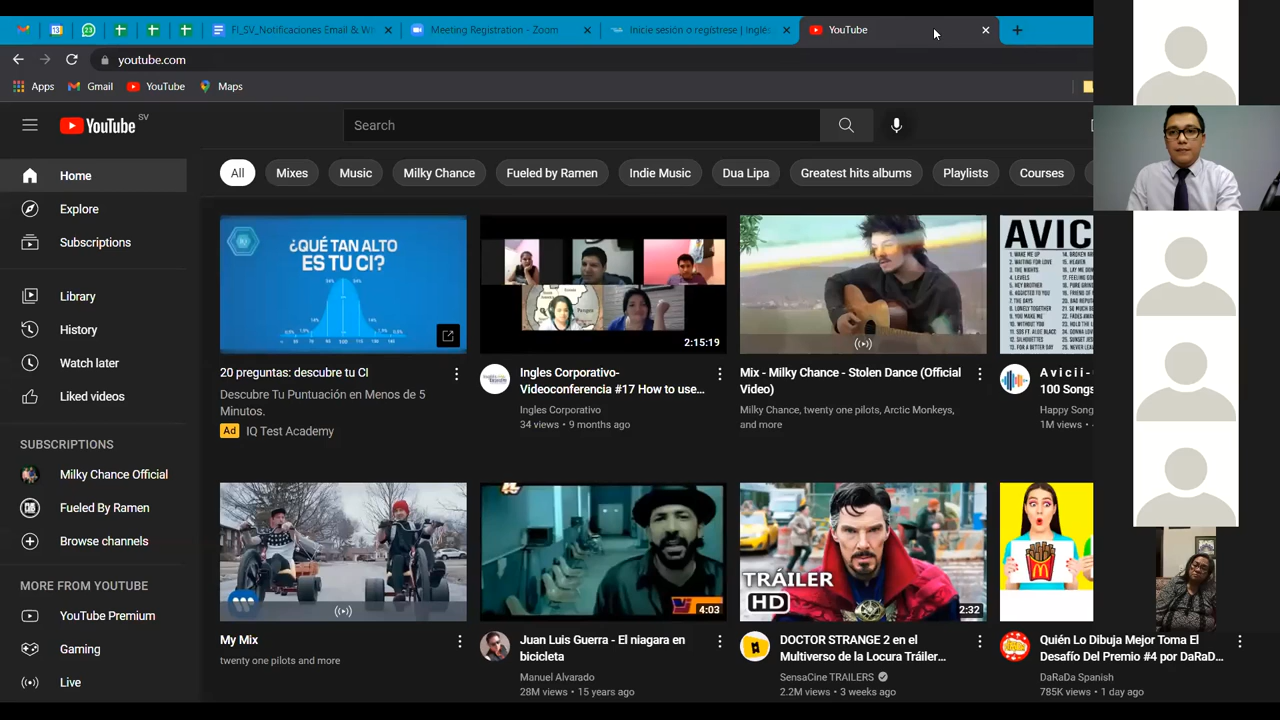 FI_SV_Notificaciones Email & W
Meeting Registration - Zoom
Inicie sesión o regístrese | Inglés
YouTube
youtube.com
Apps
Gmail
YouTube
Maps
YouTube SV
Search
All
Mixes
Music
Milky Chance
Fueled by Ramen
Indie Music
Dua Lipa
Greatest hits albums
Playlists
Courses
Home
Explore
Subscriptions
Library
History
Watch later
Liked videos
SUBSCRIPTIONS
Milky Chance Official
Fueled By Ramen
Browse channels
MORE FROM YOUTUBE
YouTube Premium
Gaming
Live
¿QUÉ TAN ALTO
ES TU CI?
20 preguntas: descubre tu CI
Descubre Tu Puntuación en Menos de 5
Minutos.
Ad IQ Test Academy
2:15:19
Ingles Corporativo-
Videoconferencia #17 How to use...
Ingles Corporativo
34 views • 9 months ago
Mix - Milky Chance - Stolen Dance (Official
Video)
Milky Chance, twenty one pilots, Arctic Monkeys,
and more
AVIC
A v i c i i -
100 Songs
Happy Song
1M views •
My Mix
twenty one pilots and more
4:03
Juan Luis Guerra - El niagara en
bicicleta
Manuel Alvarado
28M views • 15 years ago
TRÁILER
HD
2:32
DOCTOR STRANGE 2 en el
Multiverso de la Locura Tráiler...
SensaCine TRAILERS
2.2M views • 3 weeks ago
Quién Lo Dibuja Mejor Toma El
Desafío Del Premio #4 por DaRaD...
DaRaDa Spanish
785K views • 1 day ago